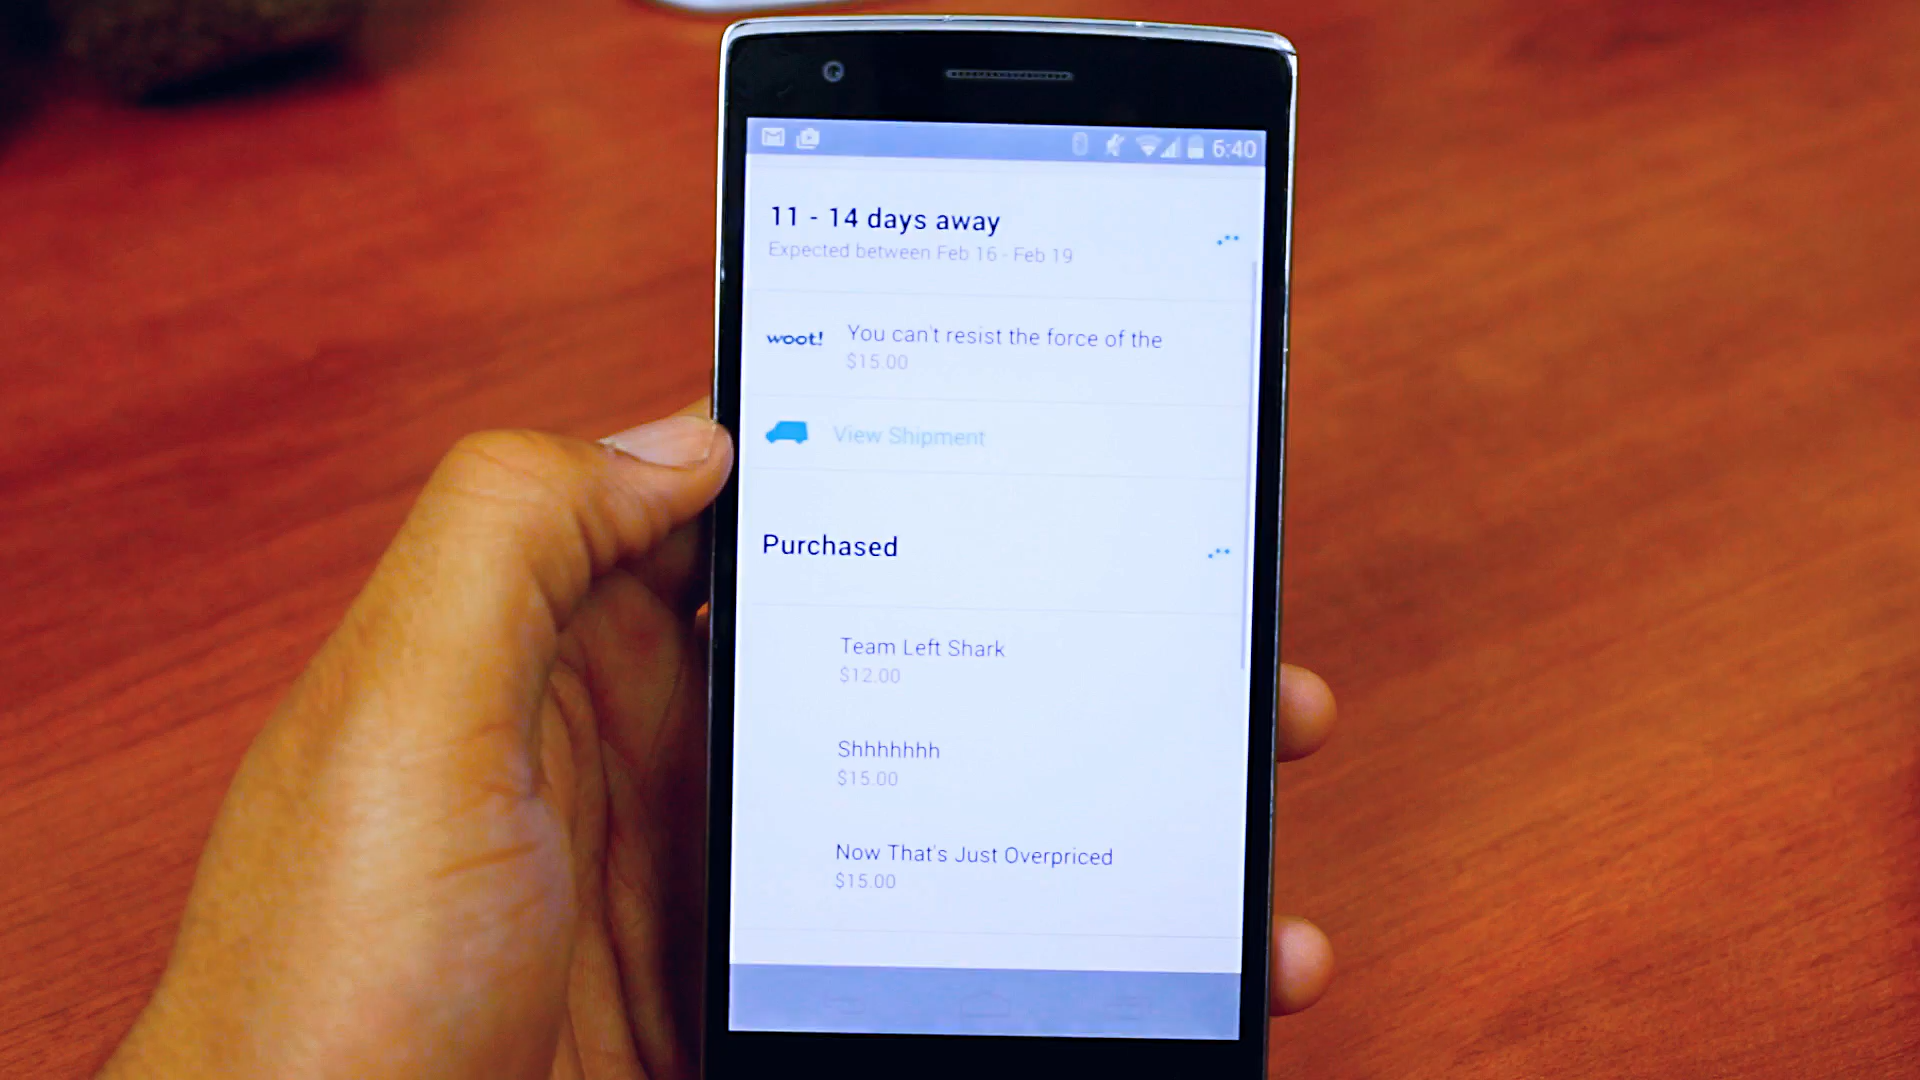 6:40
11 - 14 days away
Expected between Feb 16 - Feb 19
woot!
You can't resist the force of the
$15.00
View Shipment
Purchased
Team Left Shark
$12.00
Shhhhhhh
$15.00
Now That's Just Overpriced
$15.00